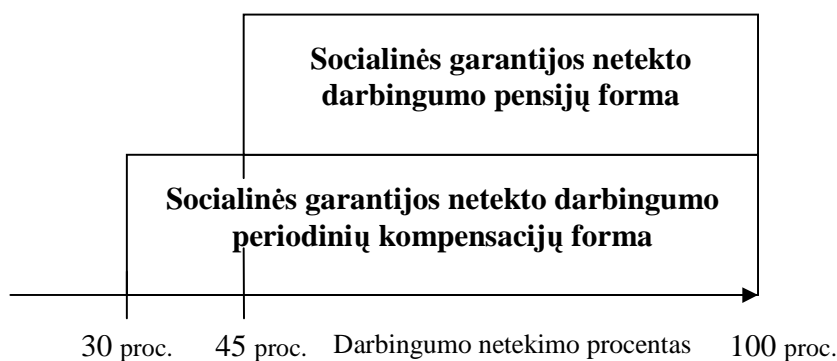 Socialinės garantijos netekto
darbingumo pensijų forma
Socialinės garantijos netekto darbingumo
periodinių kompensacijų forma
30 proc. 45 proc. Darbingumo netekimo procentas 100 proc.